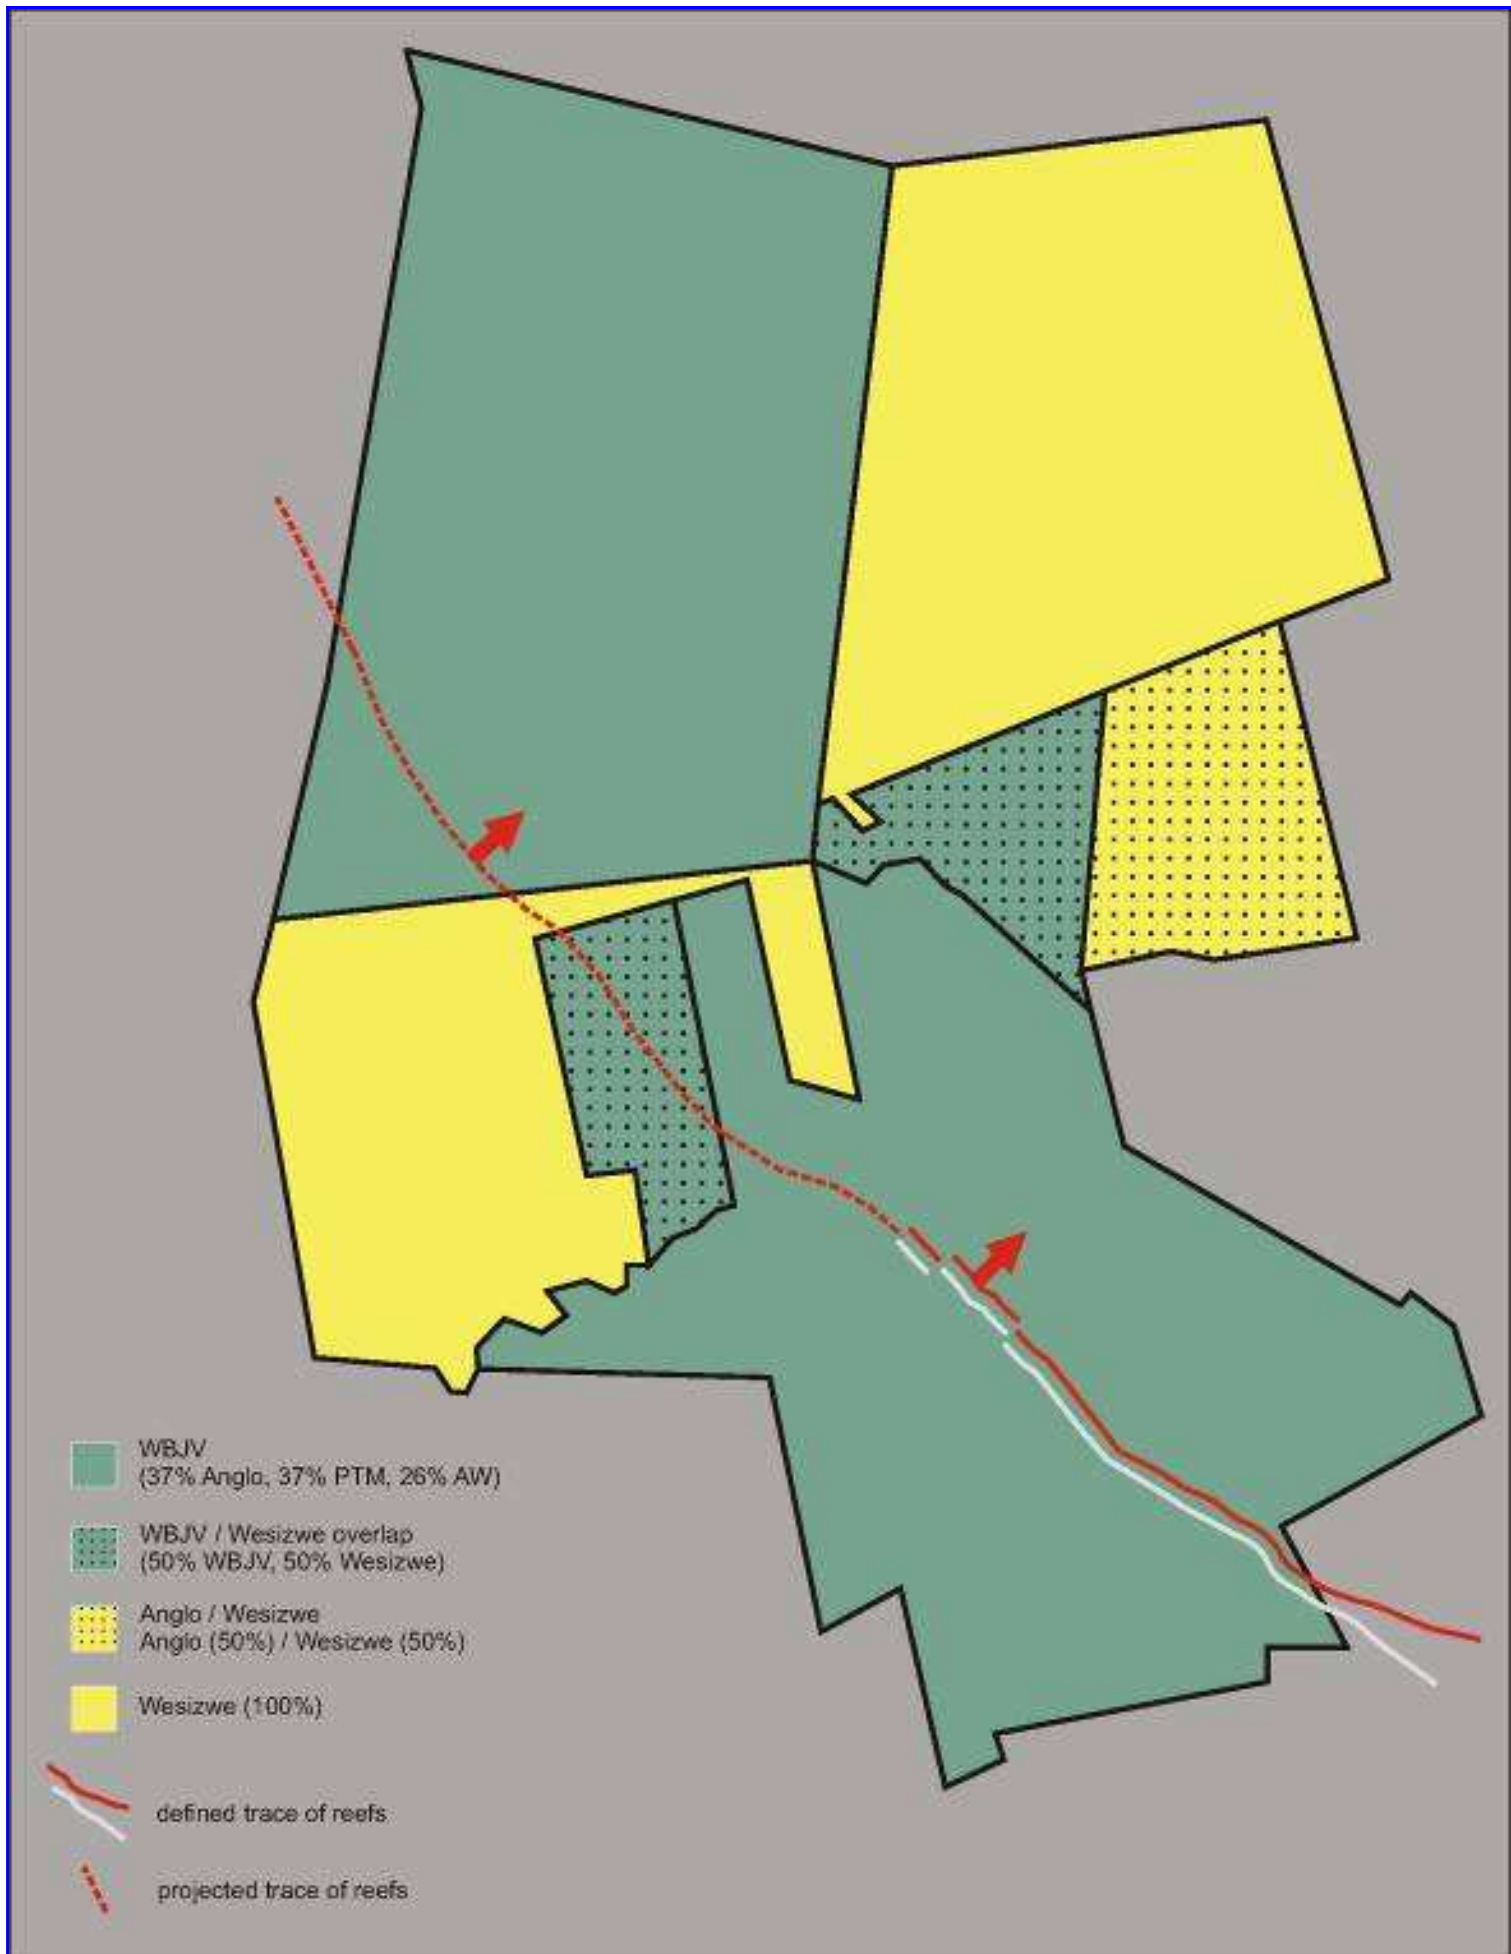 WBJV
(37% Anglo, 37% PTM, 26% AW)
WBJV / Wesizwe overlap
(50% WBJV, 50% Wesizwe)
Anglo / Wesizwe
Anglo (50%) / Wesizwe (50%)
Wesizwe (100%)
defined trace of reefs
projected trace of reefs